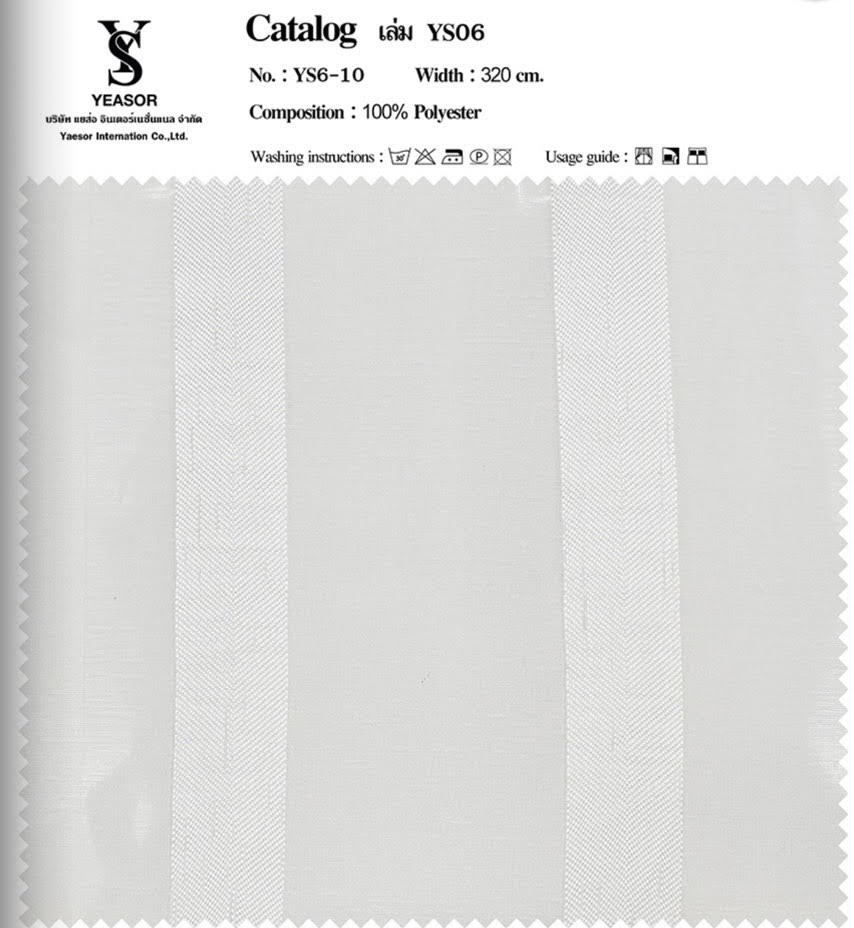 YS
YEASOR
บริษัท แยส่อ อินเตอร์เนชั่นแนล จำกัด
Yaesor Internation Co.,Ltd.
Catalog เล่ม YS06
No. : YS6-10 Width : 320 cm.
Composition : 100% Polyester
Washing instructions : 30 P Usage guide :